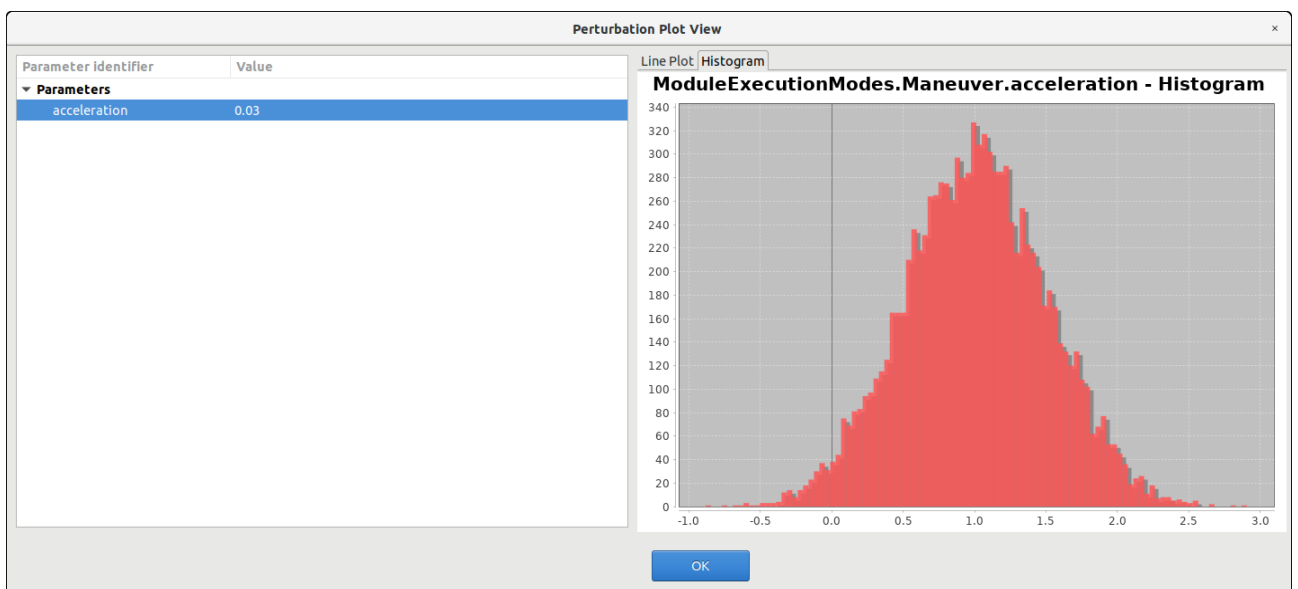 Perturbation Plot View ×
Parameter identifier Value
Parameters
acceleration 0.03
Line Plot Histogram
ModuleExecutionModes.Maneuver.acceleration - Histogram
340
320
300
280
260
240
220
200
180
160
140
120
100
80
60
40
20
0
-1.0 -0.5 0.0 0.5 1.0 1.5 2.0 2.5 3.0
OK